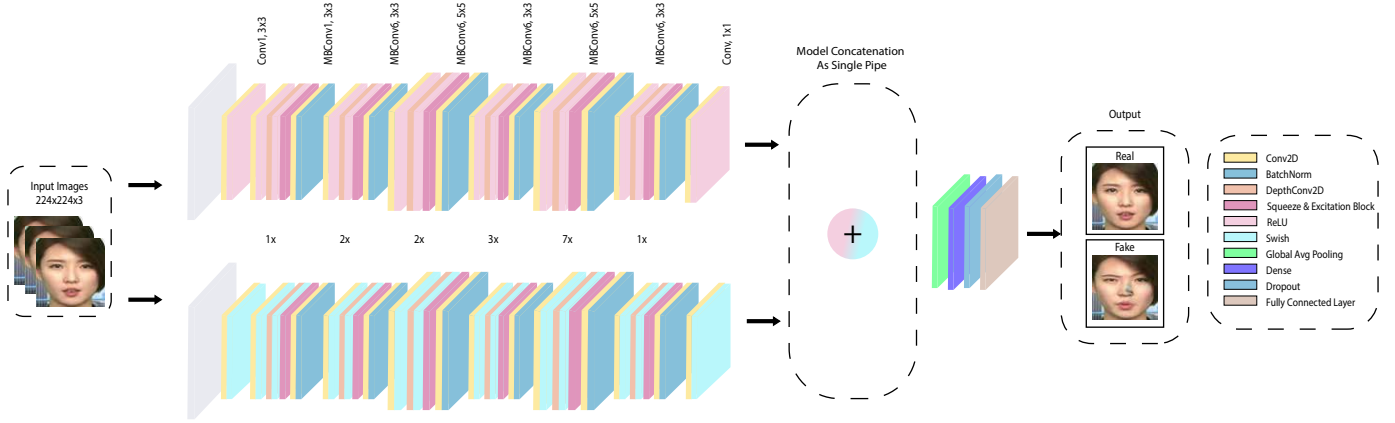 Conv1, 3x3
MBConv1, 3x3
MBConv6, 3x3
MBConv6, 5x5
MBConv6, 3x3
MBConv6, 5x5
MBConv6, 3x3
Conv, 1x1
Model Concatenation
As Single Pipe
Input Images
224x224x3
1x
2x
2x
3x
7x
1x
+
Output
Real
Fake
Conv2D
BatchNorm
DepthConv2D
Squeeze & Excitation Block
ReLU
Swish
Global Avg Pooling
Dense
Dropout
Fully Connected Layer